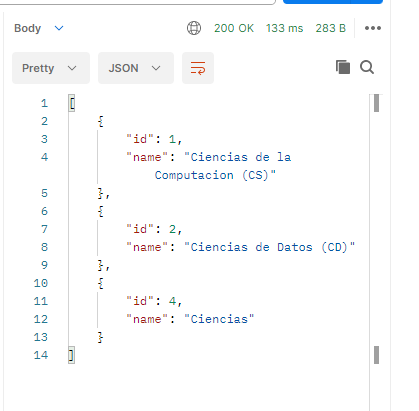 Body 200 OK 133 ms 283 B •••
Pretty JSON
1 [
2 {
3 "id": 1,
4 "name": "Ciencias de la
Computacion (CS)"
5 },
6 {
7 "id": 2,
8 "name": "Ciencias de Datos (CD)"
9 },
10 {
11 "id": 4,
12 "name": "Ciencias"
13 }
14 ]